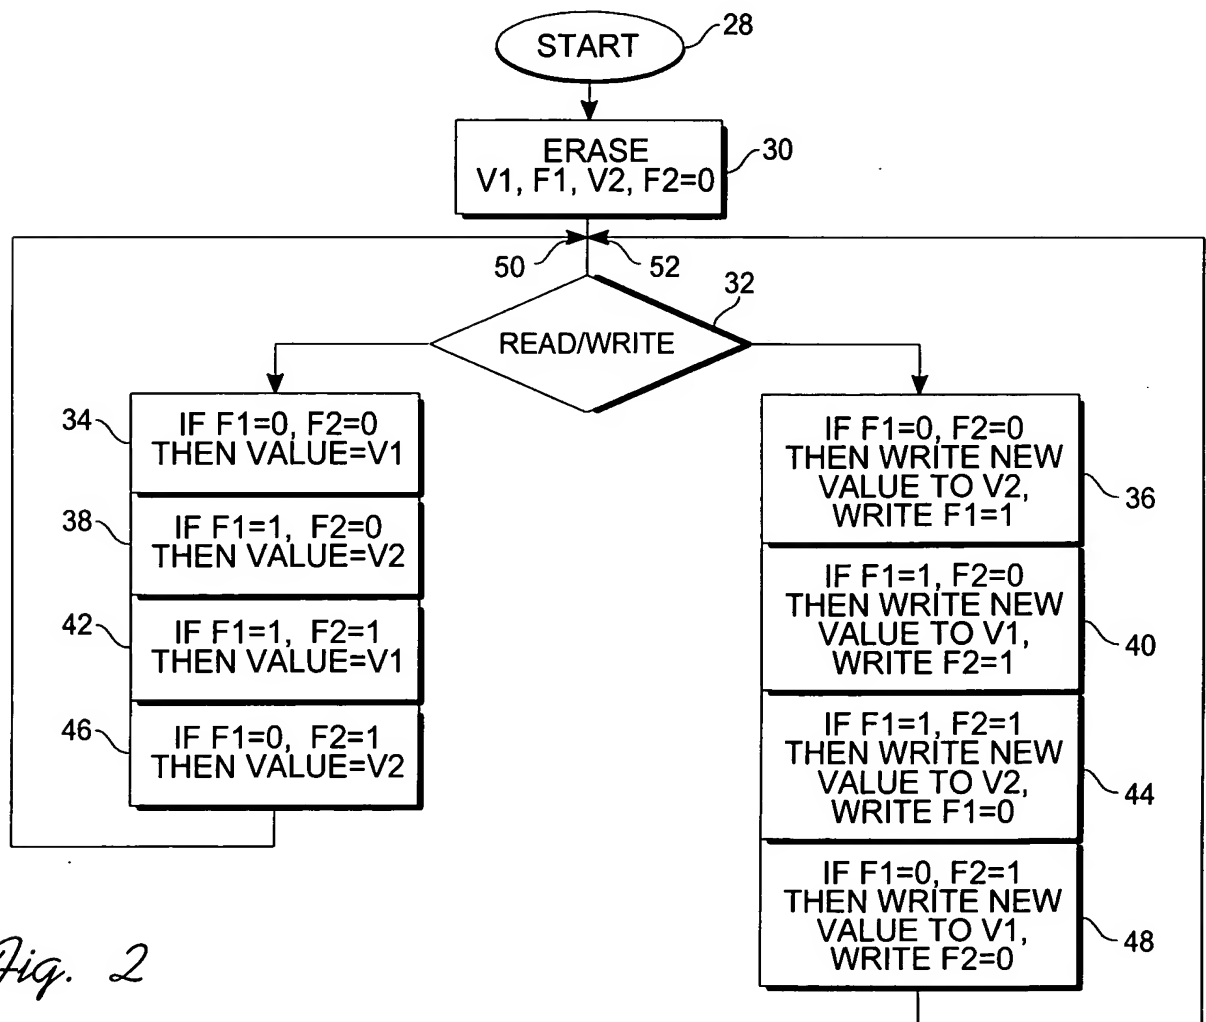 START
28
ERASE
V1, F1, V2, F2=0
30
50
52
32
READ/WRITE
34
IF F1=0, F2=0
THEN VALUE=V1
38
IF F1=1, F2=0
THEN VALUE=V2
42
IF F1=1, F2=1
THEN VALUE=V1
46
IF F1=0, F2=1
THEN VALUE=V2
IF F1=0, F2=0
THEN WRITE NEW
VALUE TO V2,
WRITE F1=1
36
IF F1=1, F2=0
THEN WRITE NEW
VALUE TO V1,
WRITE F2=1
40
IF F1=1, F2=1
THEN WRITE NEW
VALUE TO V2,
WRITE F1=0
44
IF F1=0, F2=1
THEN WRITE NEW
VALUE TO V1,
WRITE F2=0
48
Fig. 2